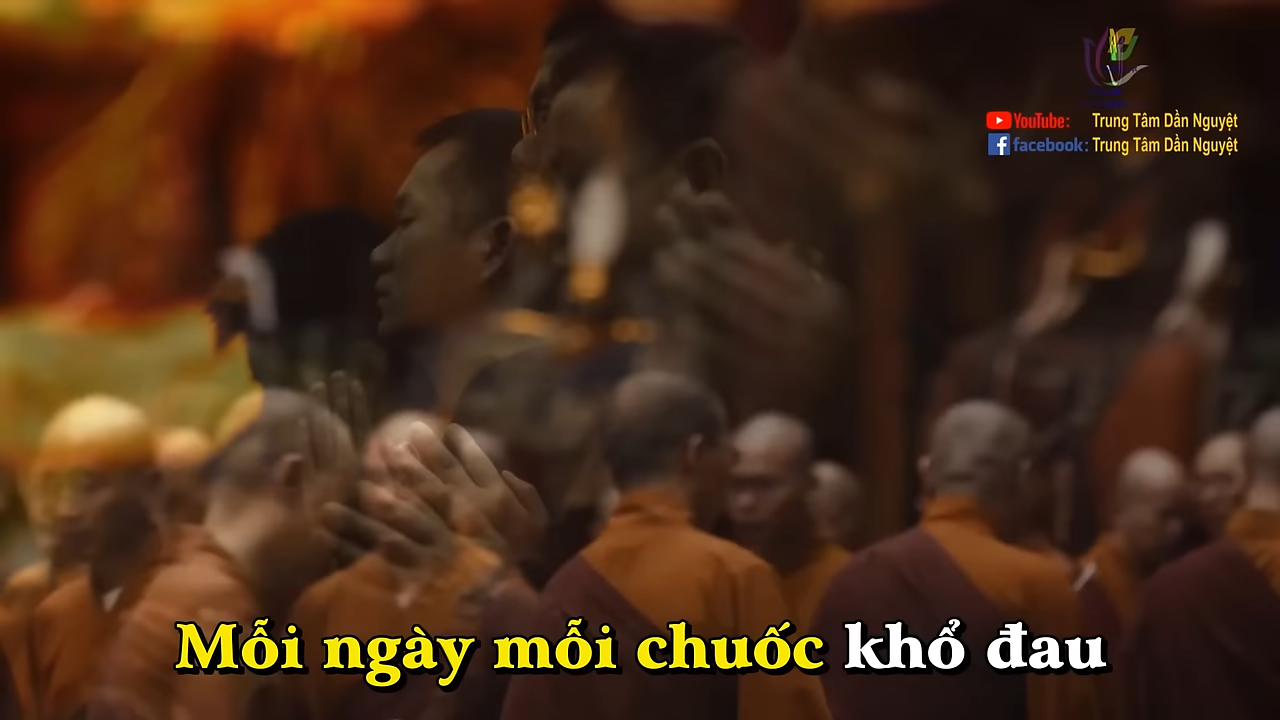 YouTube: Trung Tâm Dần Nguyệt
facebook: Trung Tâm Dần Nguyệt
Mỗi ngày mỗi chuốc khổ đau